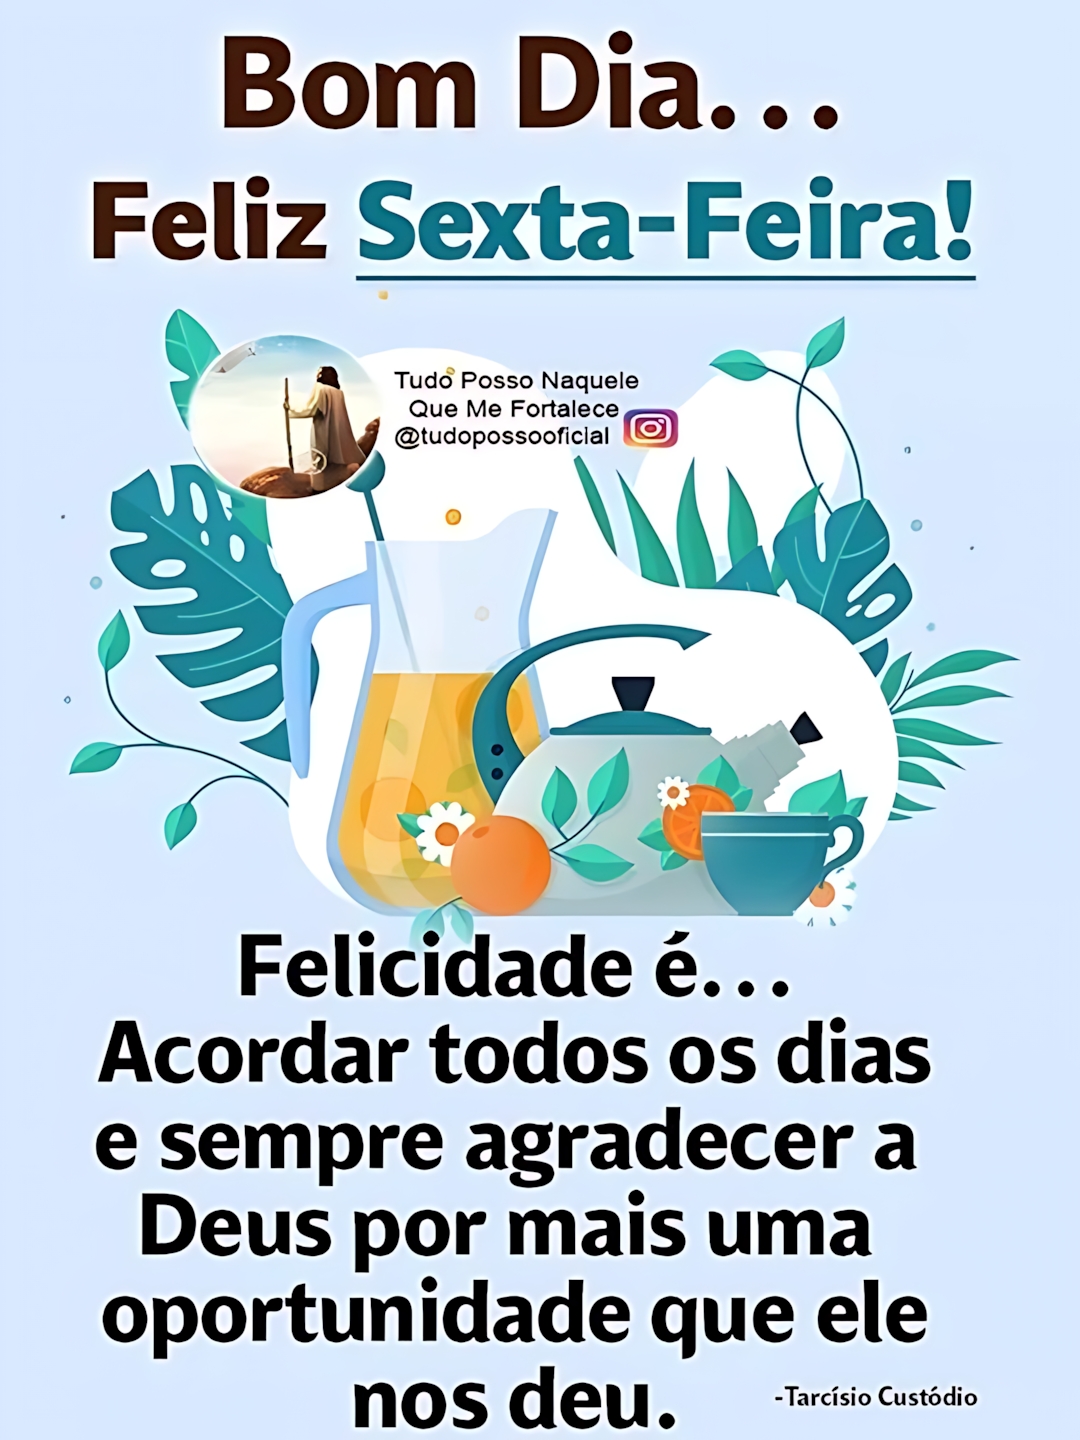 Bom Dia...
Feliz Sexta-Feira!
Tudo Posso Naquele
Que Me Fortalece
@tudopossooficial
Felicidade é...
Acordar todos os dias
e sempre agradecer a
Deus por mais uma
oportunidade que ele
nos deu.
-Tarcísio Custódio